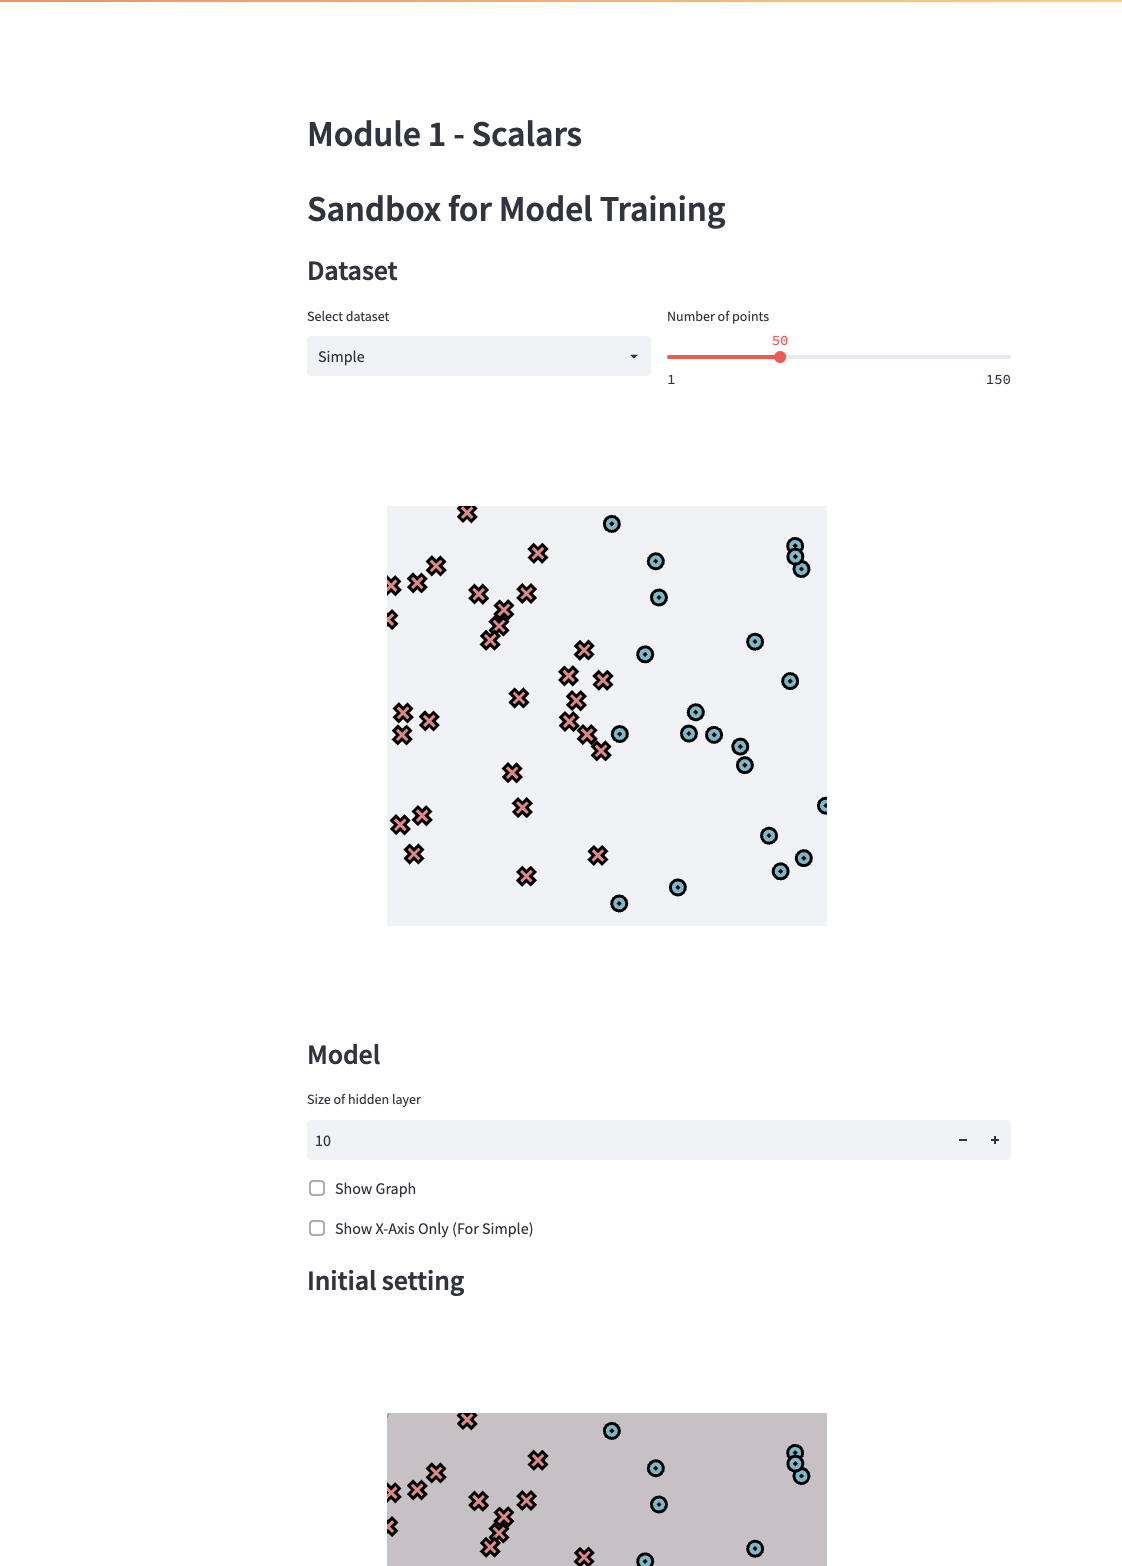 Module 1 - Scalars
Sandbox for Model Training
Dataset
Select dataset
Number of points
Simple
50
1
150
Model
Size of hidden layer
10
Show Graph
Show X-Axis Only (For Simple)
Initial setting